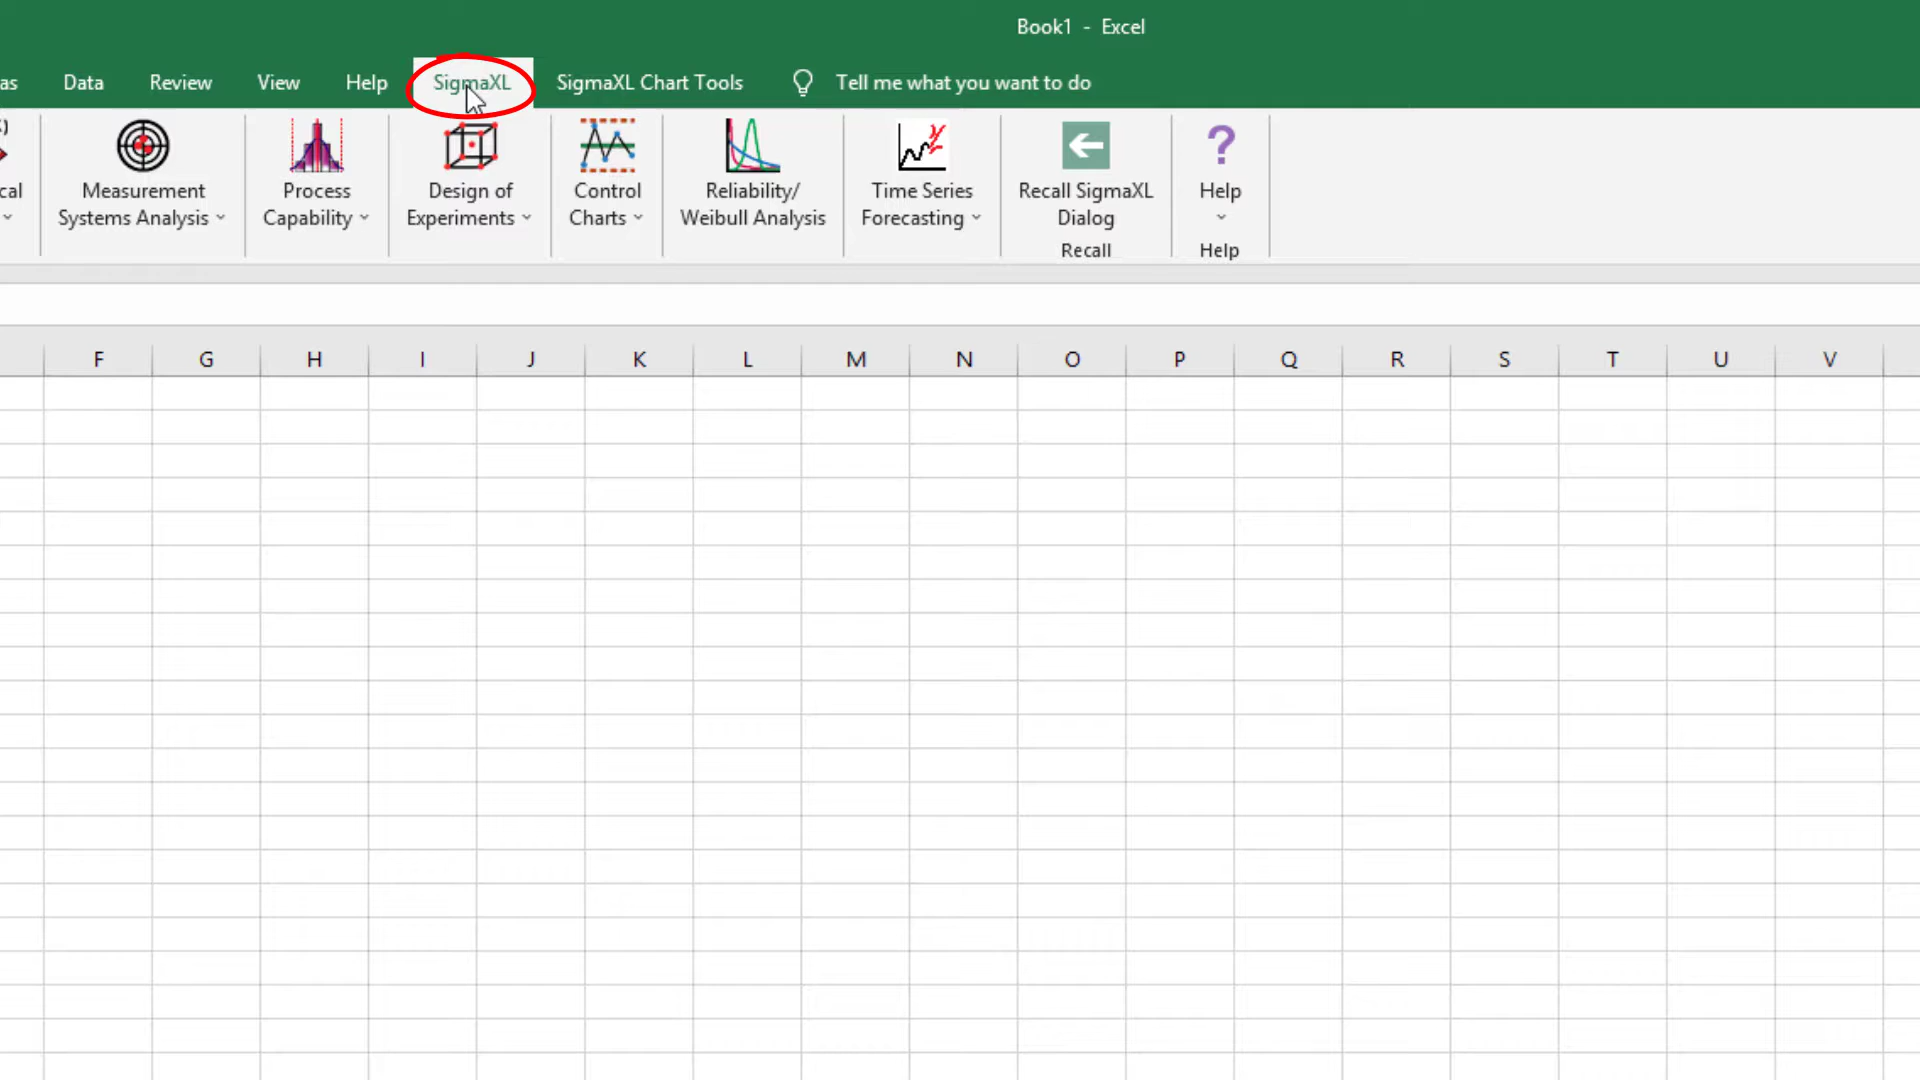 Book1 - Excel
as Data Review View Help SigmaXL SigmaXL Chart Tools Tell me what you want to do
cal
Measurement
Systems Analysis
Process
Capability
Design of
Experiments
Control
Charts
Reliability/
Weibull Analysis
Time Series
Forecasting
Recall SigmaXL
Dialog
Recall
Help
Help
F G H I J K L M N O P Q R S T U V